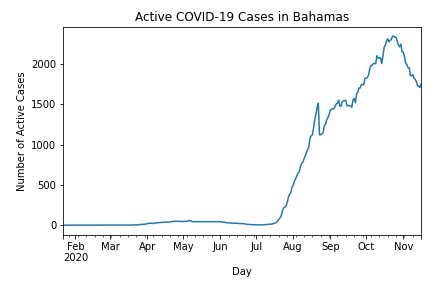 Active COVID-19 Cases in Bahamas
Number of Active Cases
2000
1500
1000
500
0
Feb Mar Apr May Jun Jul Aug Sep Oct Nov
2020
Day